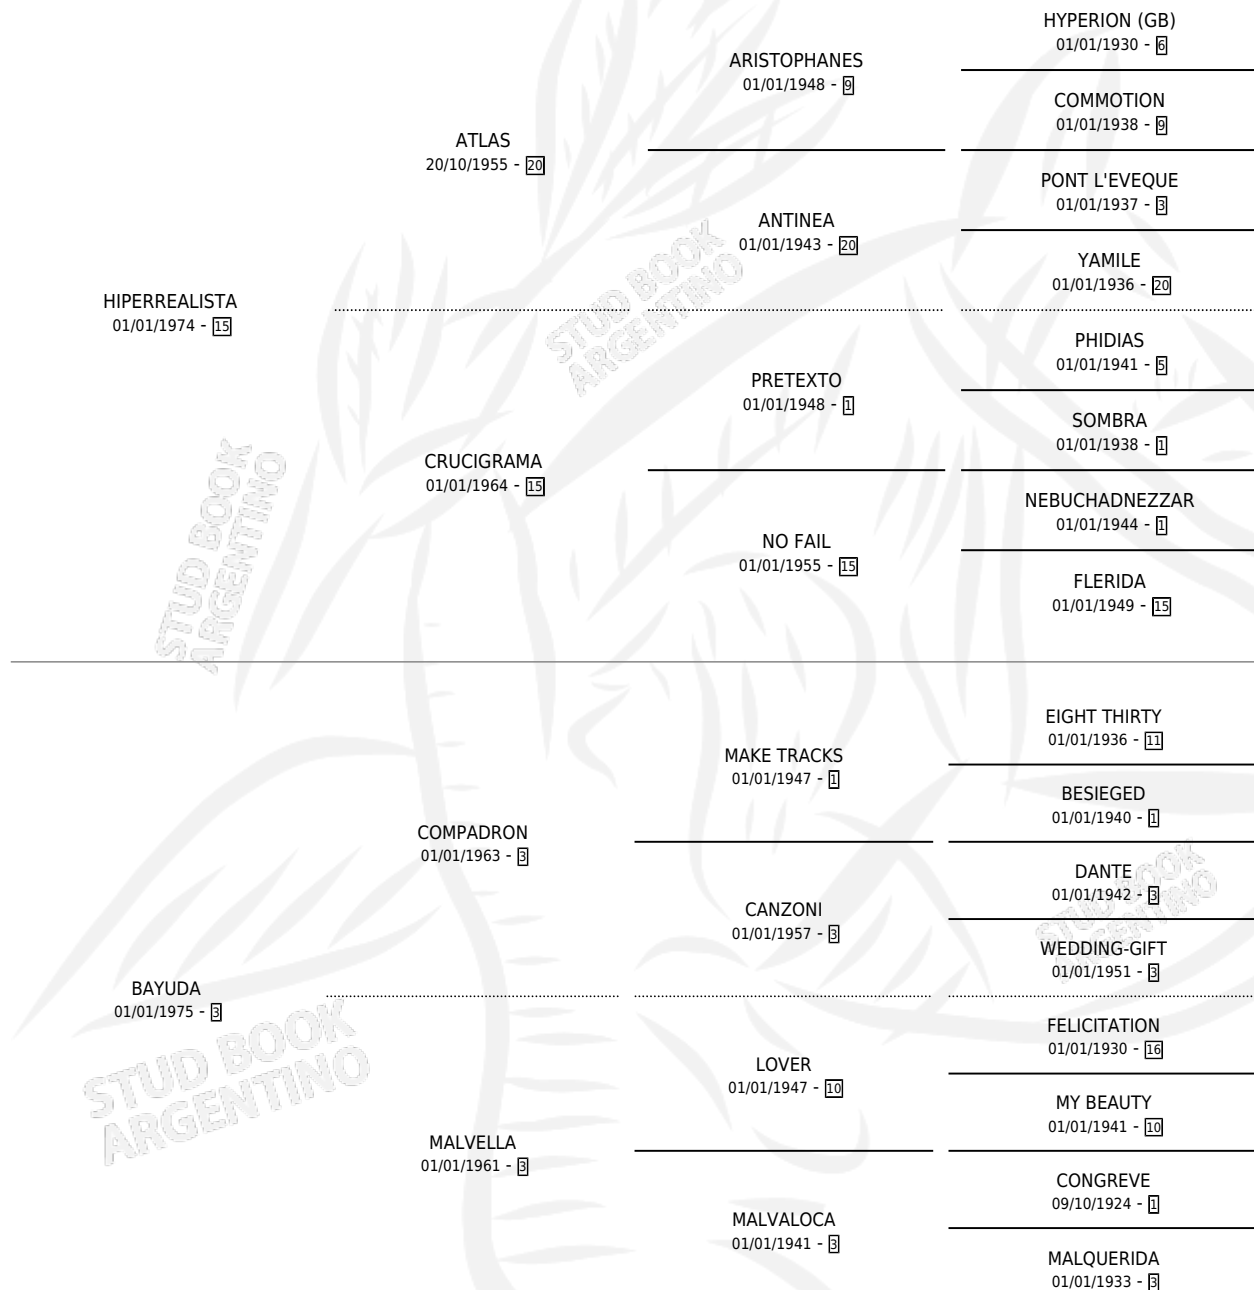 HYPERION (GB)
01/01/1930 - 6
ARISTOPHANES
01/01/1948 - 9
COMMOTION
01/01/1938 - 9
ATLAS
20/10/1955 - 20
PONT L'EVEQUE
01/01/1937 - 3
ANTINEA
01/01/1943 - 20
YAMILE
01/01/1936 - 20
HIPERREALISTA
01/01/1974 - 15
PHIDIAS
01/01/1941 - 5
PRETEXTO
01/01/1948 - 1
SOMBRA
01/01/1938 - 1
CRUCIGRAMA
01/01/1964 - 15
NEBUCHADNEZZAR
01/01/1944 - 1
NO FAIL
01/01/1955 - 15
FLERIDA
01/01/1949 - 15
EIGHT THIRTY
01/01/1936 - 11
MAKE TRACKS
01/01/1947 - 1
BESIEGED
01/01/1940 - 1
COMPADRON
01/01/1963 - 3
DANTE
01/01/1942 - 3
CANZONI
01/01/1957 - 3
WEDDING-GIFT
01/01/1951 - 3
BAYUDA
01/01/1975 - 3
FELICITATION
01/01/1930 - 16
LOVER
01/01/1947 - 10
MY BEAUTY
01/01/1941 - 10
MALVELLA
01/01/1961 - 3
CONGREVE
09/10/1924 - 1
MALVALOCA
01/01/1941 - 3
MALQUERIDA
01/01/1933 - 3
STUD BOOK
ARGENTINO
STUD BOOK
ARGENTINO
STUD BOOK
ARGENTINO
STUD BOOK
ARGENTINO